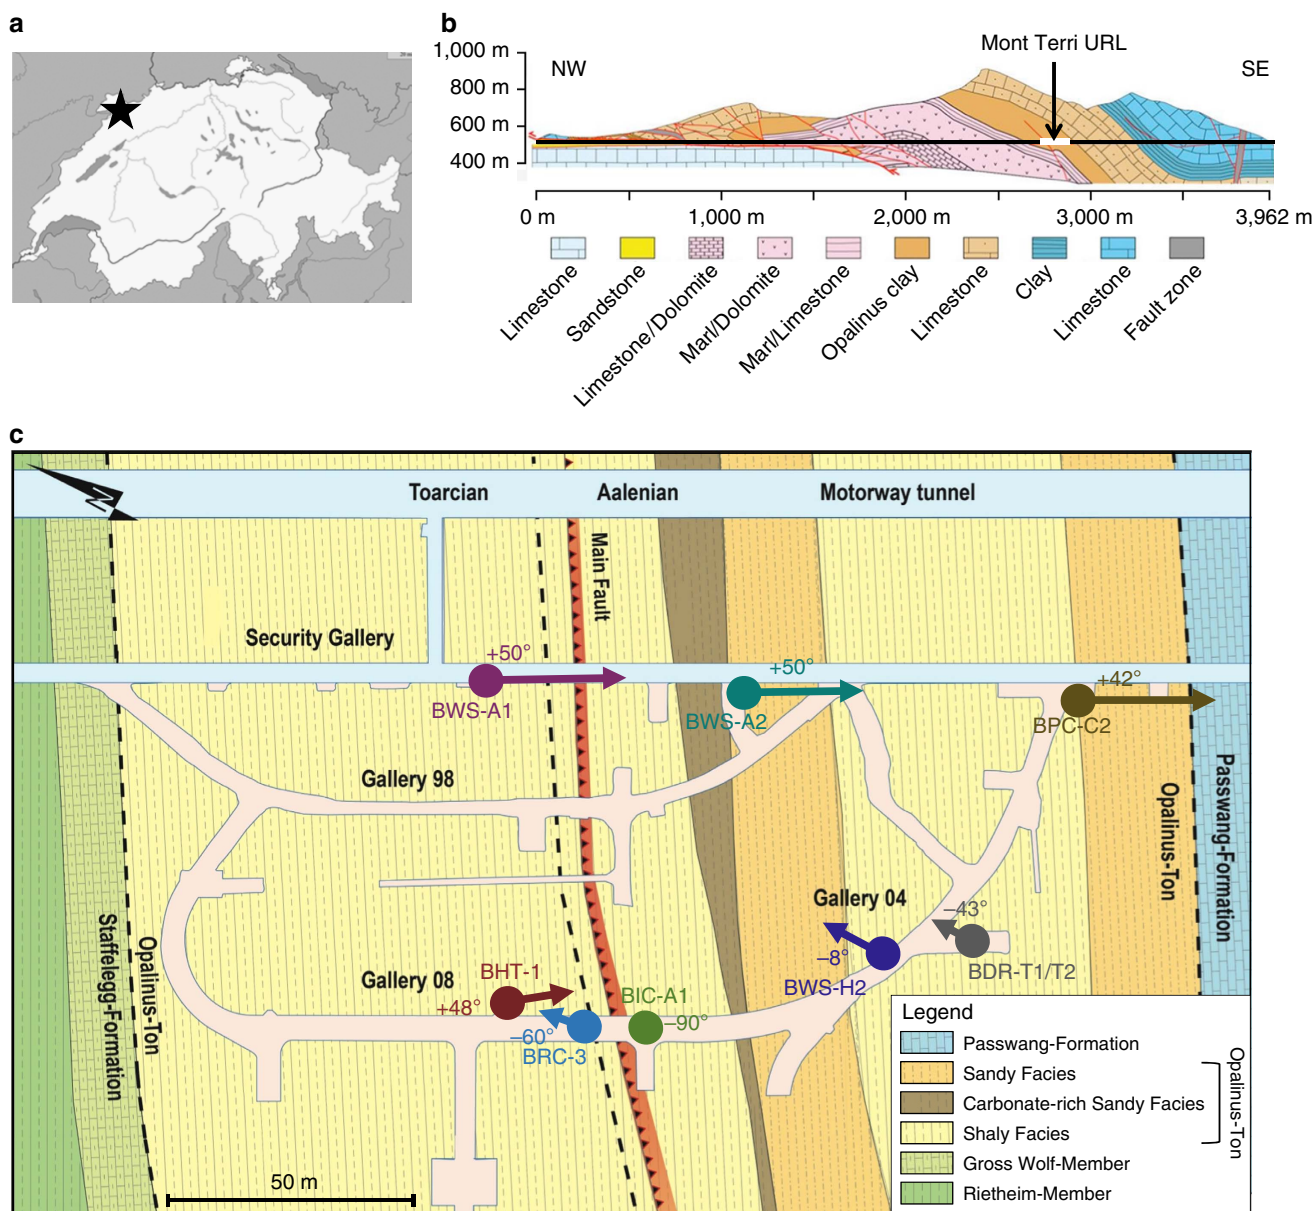 a
b
Mont Terri URL
1,000 m
NW
SE
800 m
600 m
400 m
0 m
1,000 m
2,000 m
3,000 m
3,962 m
Limestone
Sandstone
Limestone/Dolomite
Marl/Dolomite
Marl/Limestone
Opalinus clay
Limestone
Clay
Limestone
Fault zone
c
N
Toarcian
Aalenian
Motorway tunnel
Main Fault
Security Gallery
+50°
BWS-A1
+50°
BWS-A2
+42°
BPC-C2
Gallery 98
Opalinus-Ton
Passwang-Formation
Gallery 04
–43°
BDR-T1/T2
–8°
BWS-H2
Staffelegg-Formation
Opalinus-Ton
Gallery 08
BHT-1
+48°
BIC-A1
–90°
–60°
BRC-3
50 m
Legend
Passwang-Formation
Sandy Facies
Carbonate-rich Sandy Facies
Shaly Facies
Opalinus-Ton
Gross Wolf-Member
Rietheim-Member